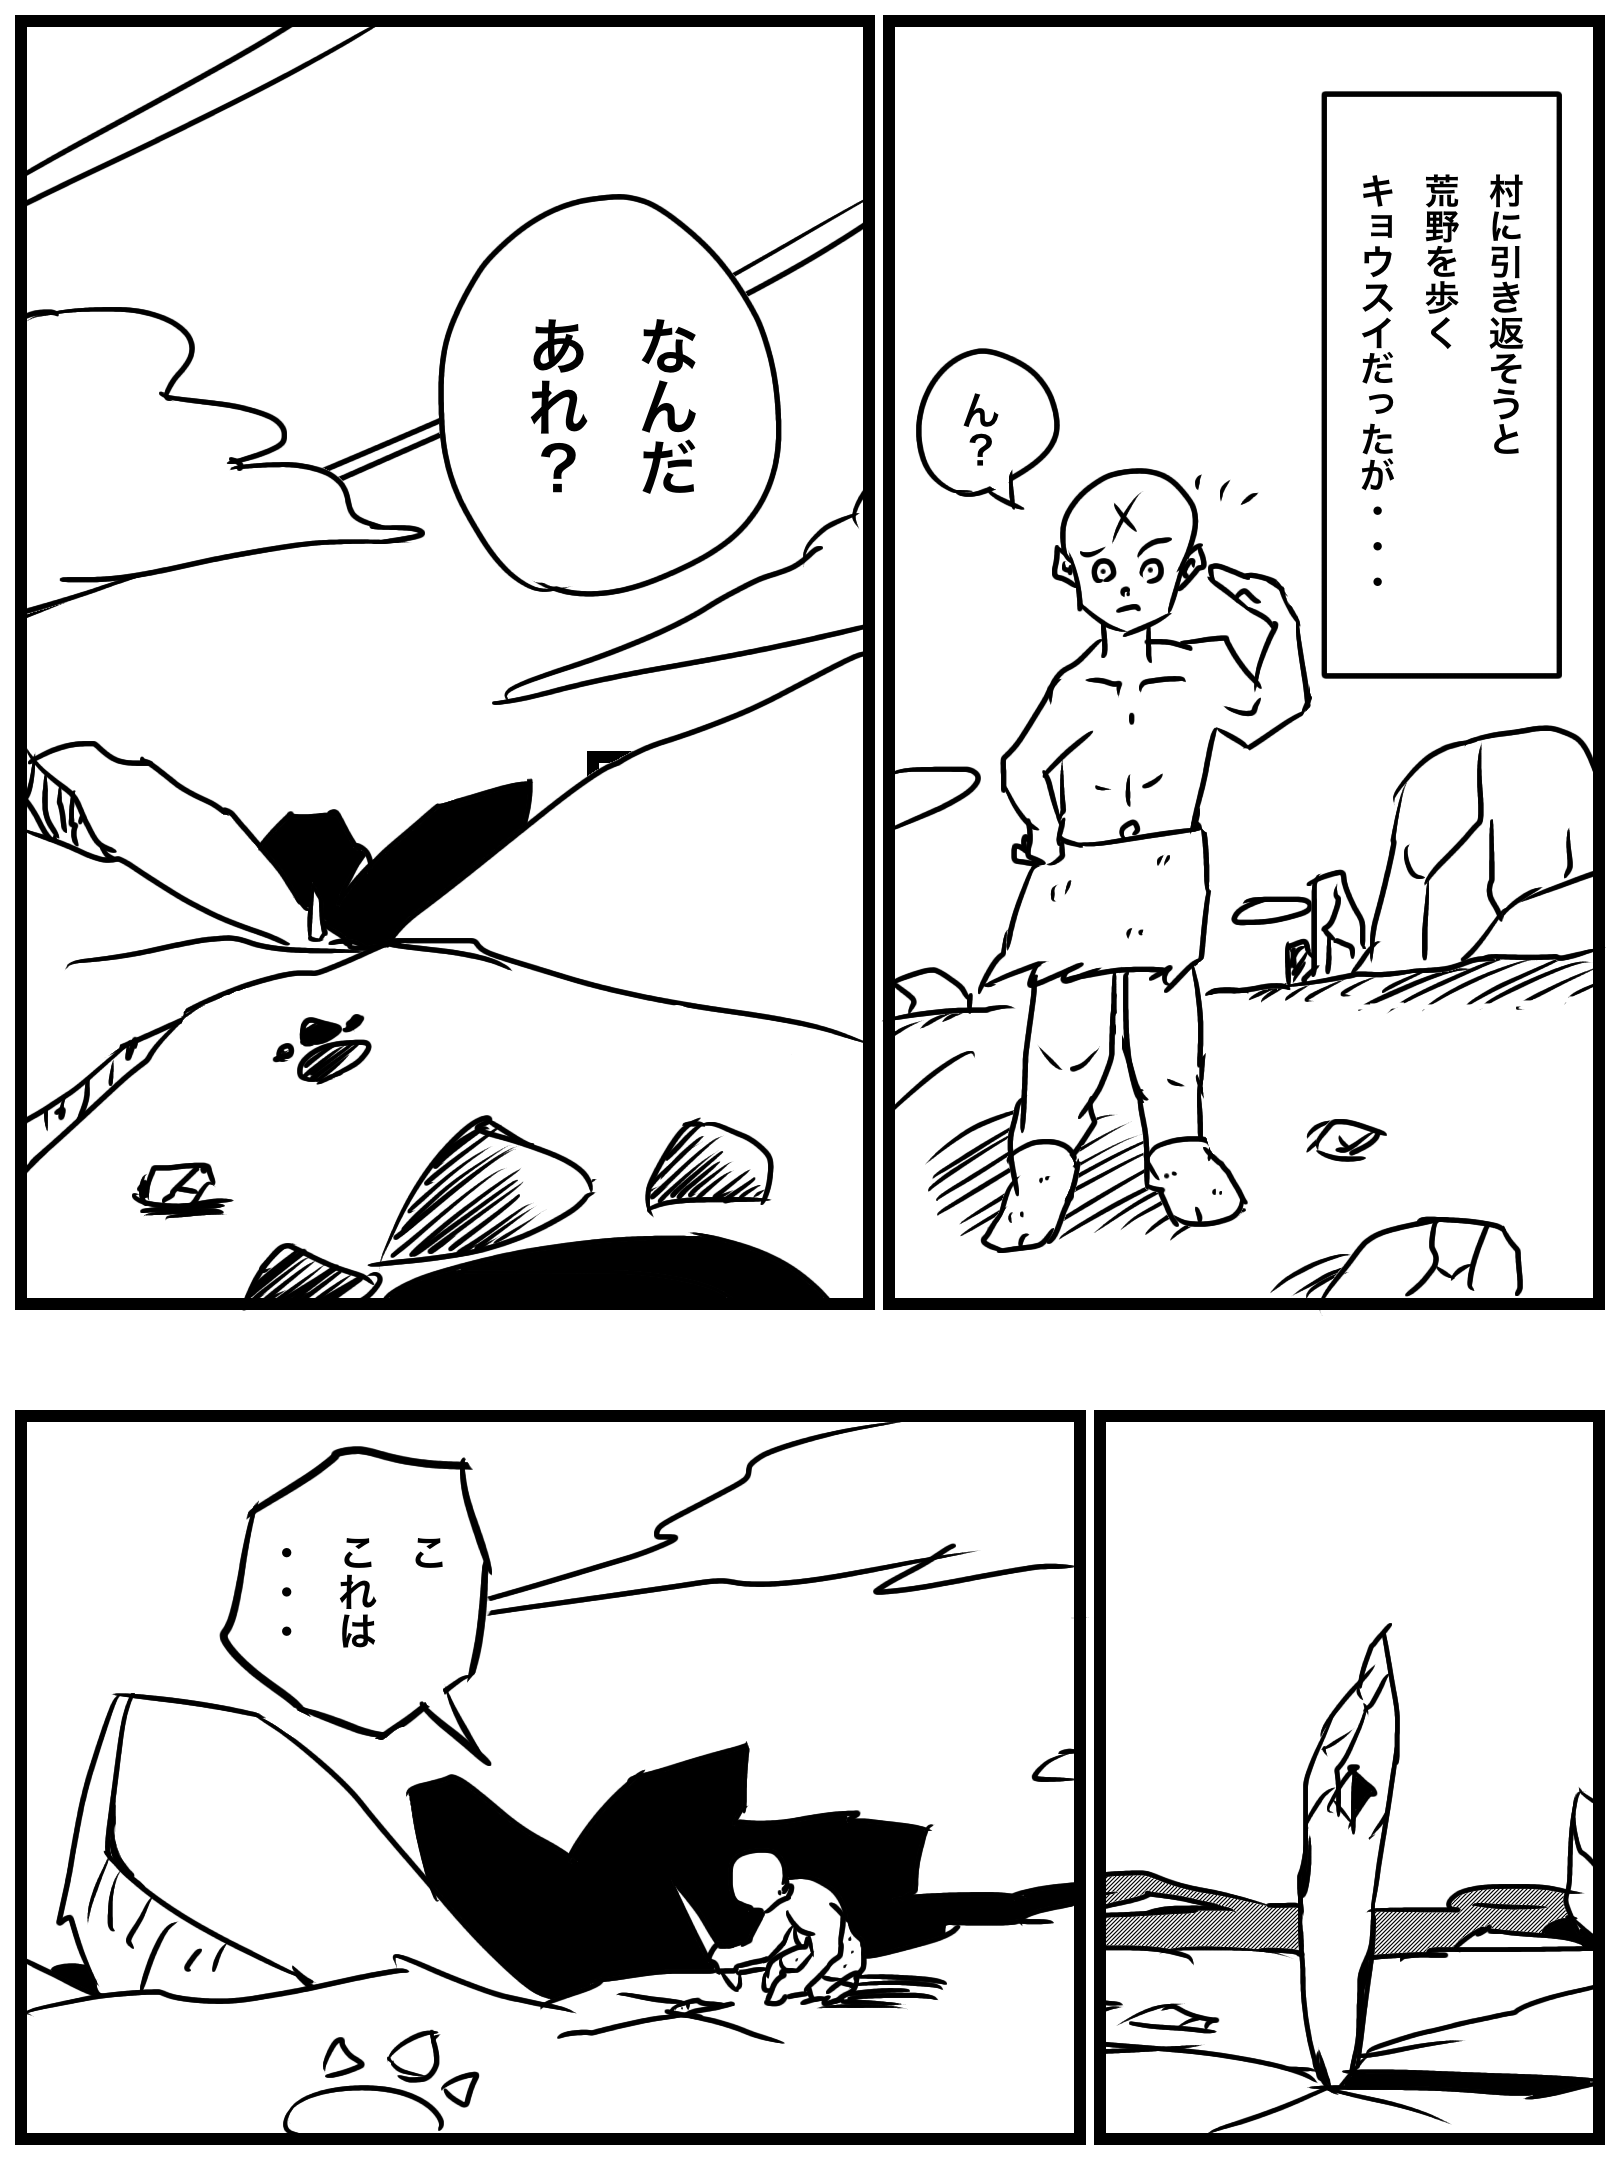 村に引き返そうと
荒野を歩く
キョウスイだったが・・・
ん？
なんだ
あれ？
こ
これは
・・・